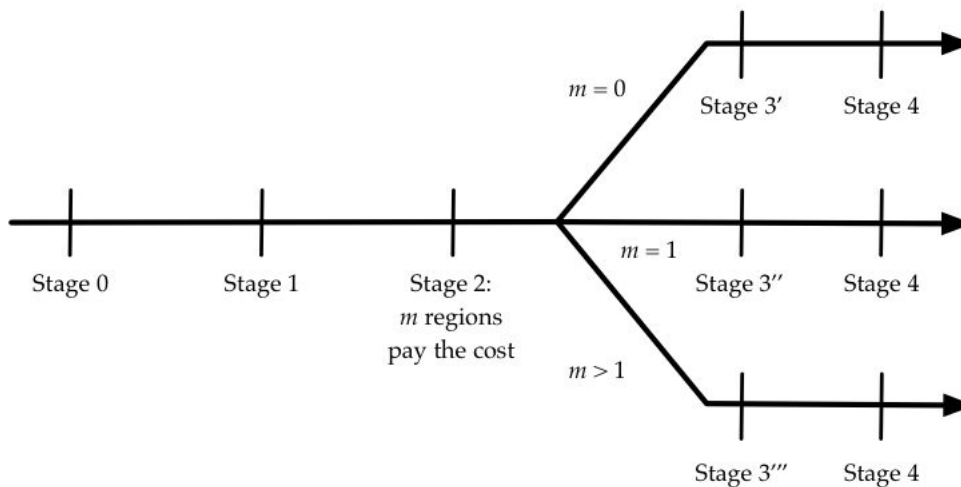 m = 0
Stage 3′
Stage 4
m = 1
Stage 0
Stage 1
Stage 2:
m regions
pay the cost
Stage 3″
Stage 4
m > 1
Stage 3‴
Stage 4